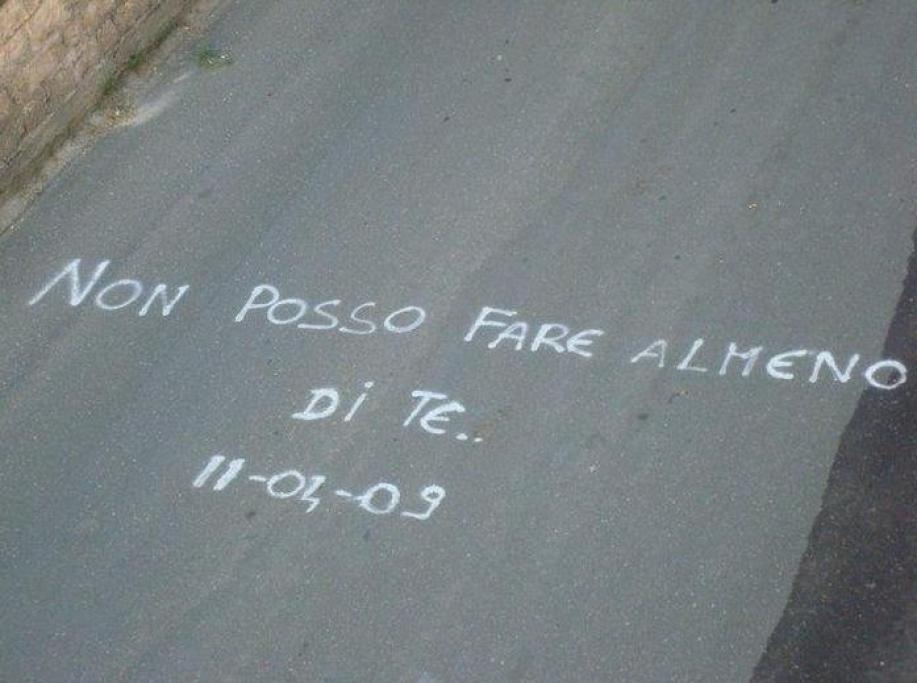 NON POSSO FARE ALMENO
Di TE..
11-04-09